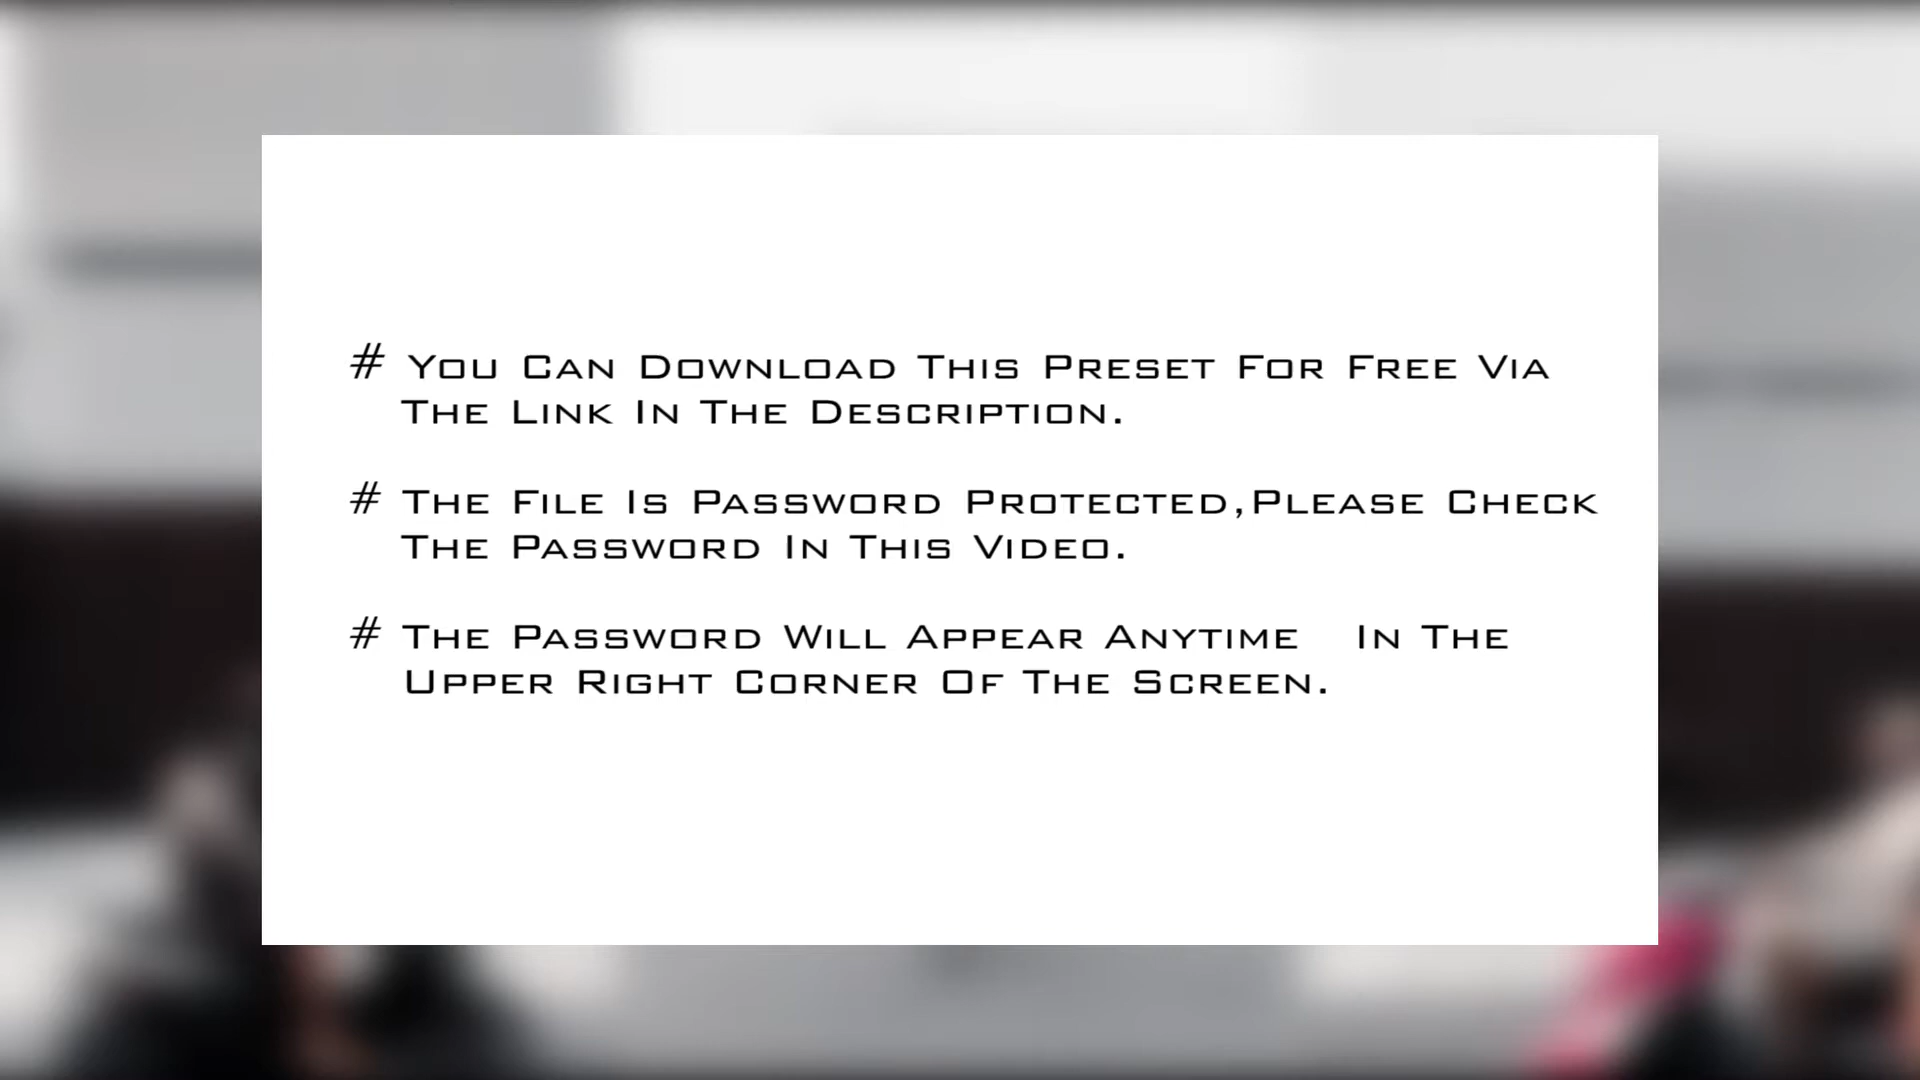 # You Can Download This Preset For Free Via
The Link In The Description.
# The File Is Password Protected,Please Check
The Password In This Video.
# The Password Will Appear Anytime In The
Upper Right Corner Of The Screen.